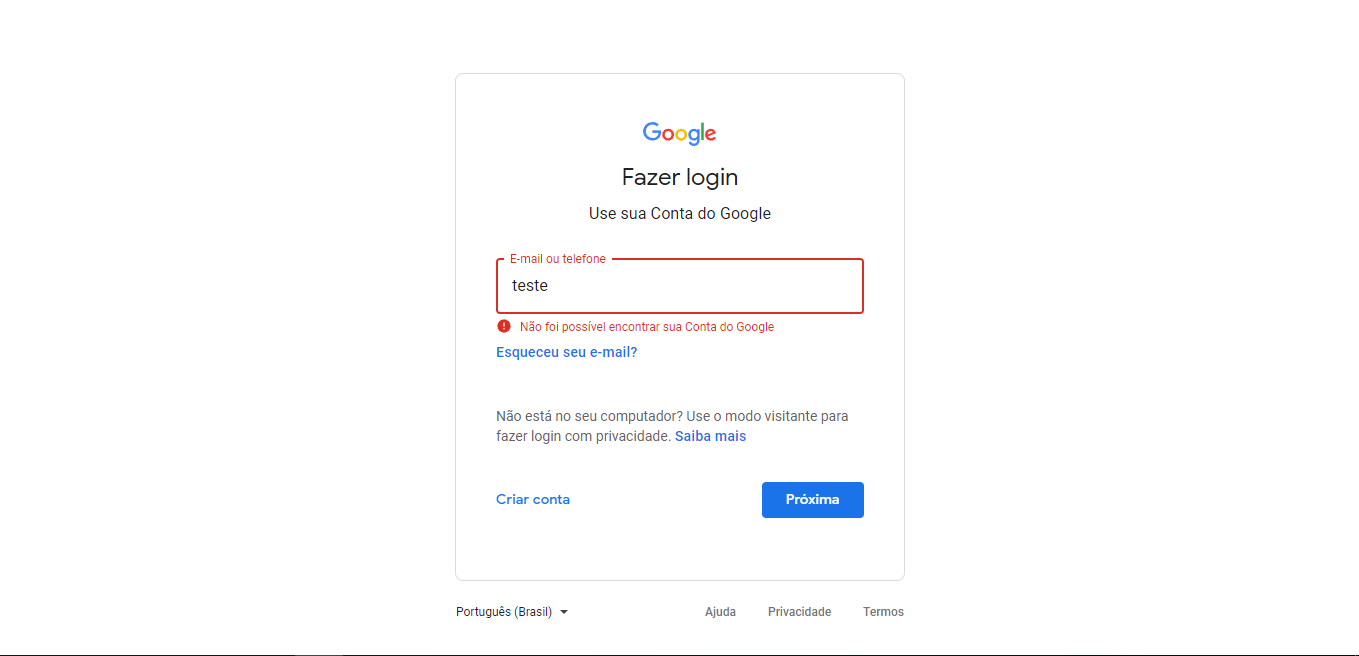 Google
Fazer login
Use sua Conta do Google
E-mail ou telefone
teste
Não foi possível encontrar sua Conta do Google
Esqueceu seu e-mail?
Não está no seu computador? Use o modo visitante para
fazer login com privacidade. Saiba mais
Criar conta
Próxima
Português (Brasil)
Ajuda
Privacidade
Termos